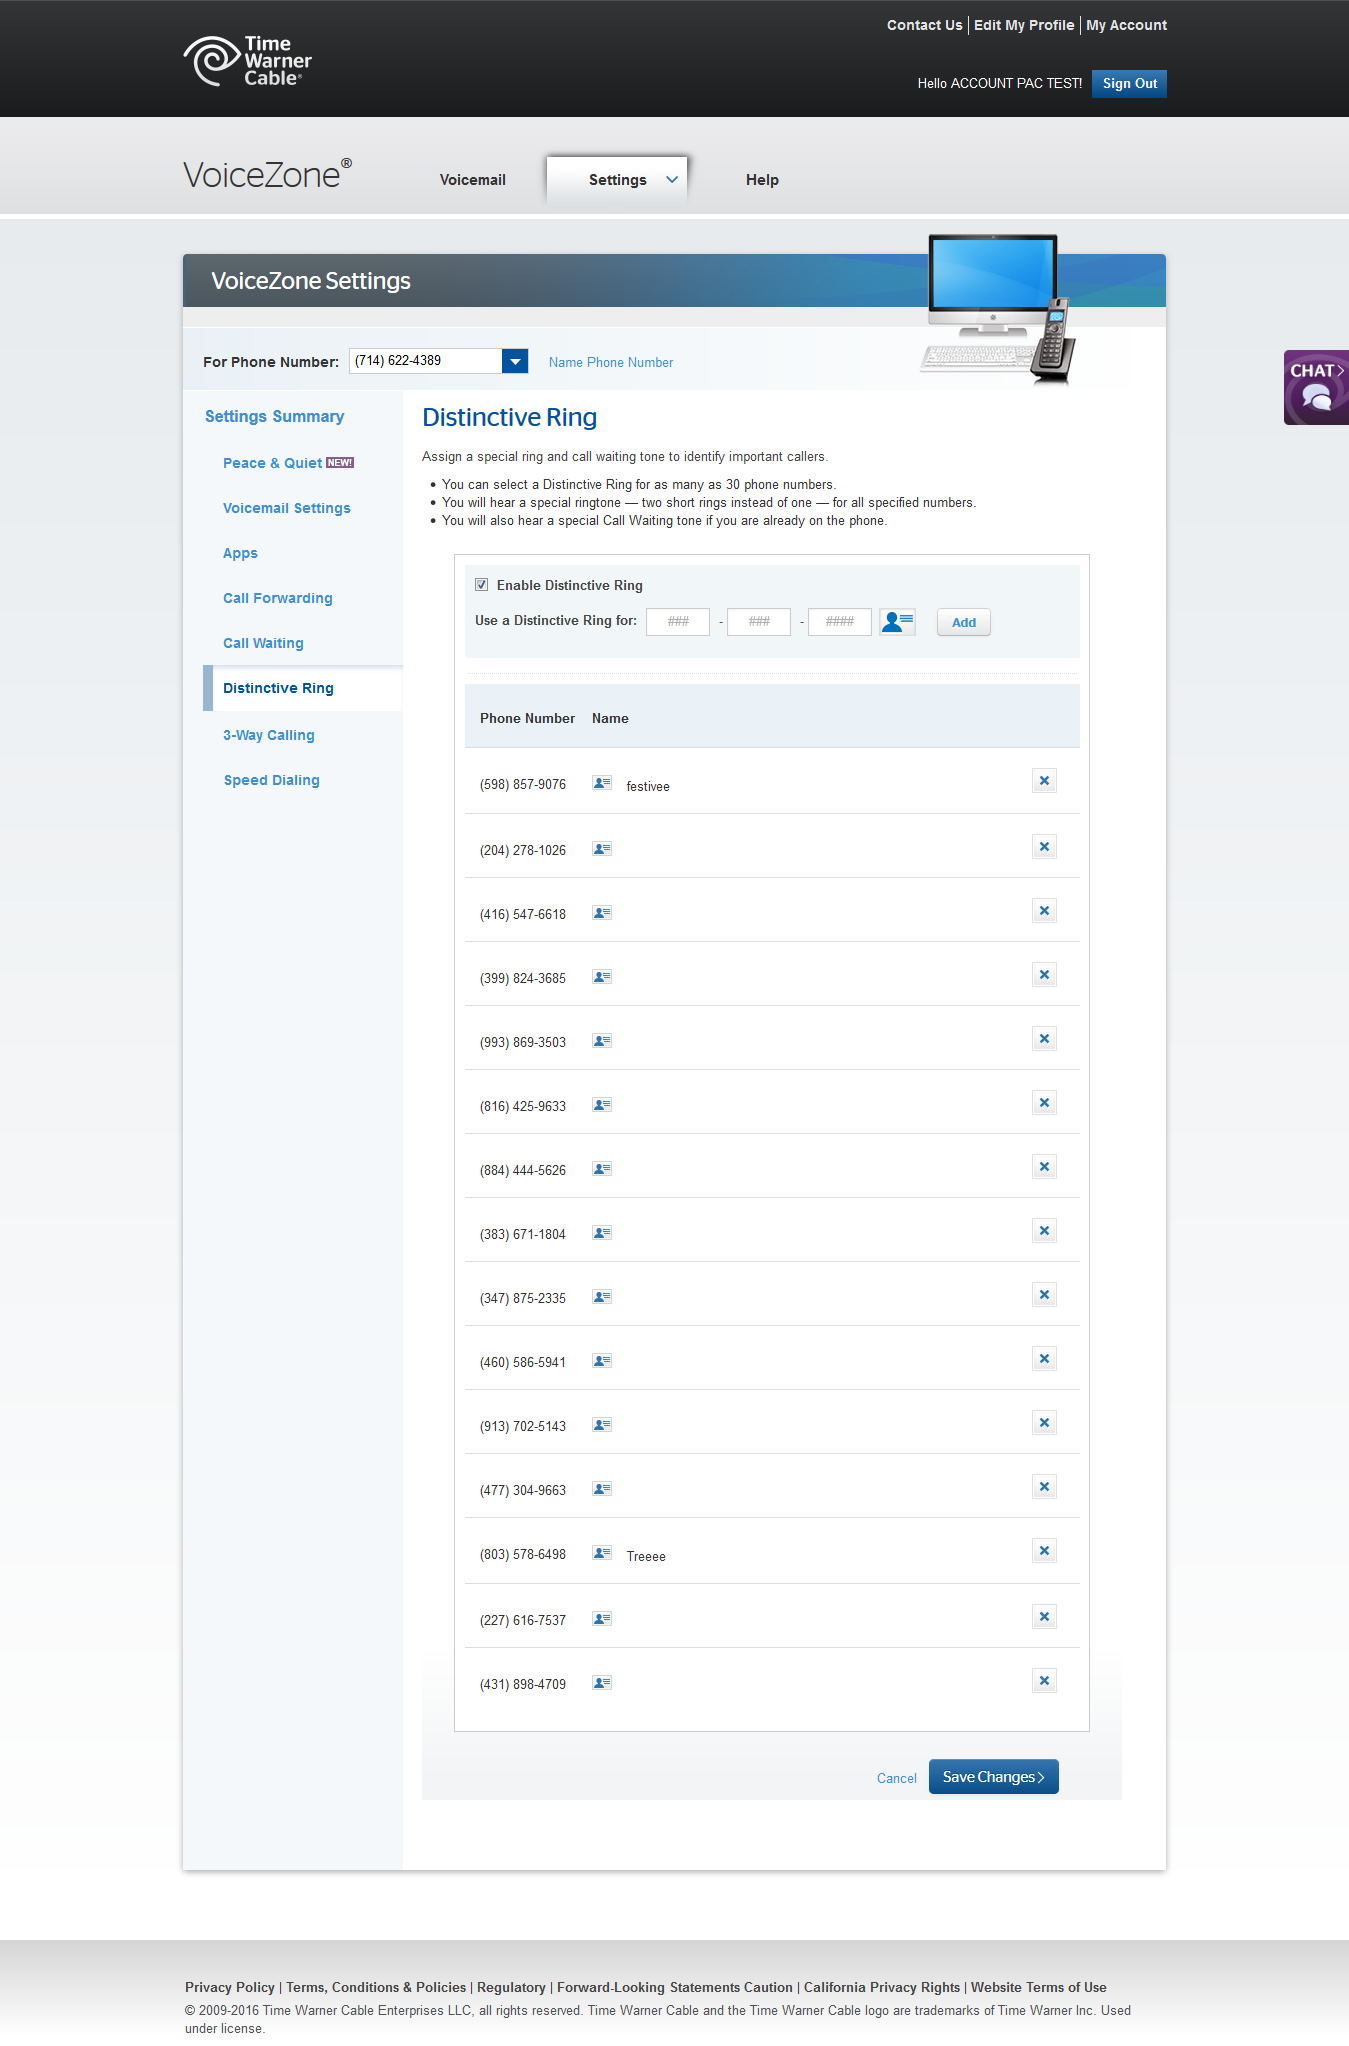 Time
Warner
Cable®
Contact Us | Edit My Profile | My Account
Hello ACCOUNT PAC TEST! Sign Out
VoiceZone®
Voicemail
Settings
Help
VoiceZone Settings
For Phone Number: (714) 622-4389 Name Phone Number
CHAT
Settings Summary
Peace & Quiet NEW!
Voicemail Settings
Apps
Call Forwarding
Call Waiting
Distinctive Ring
3-Way Calling
Speed Dialing
Distinctive Ring
Assign a special ring and call waiting tone to identify important callers.
• You can select a Distinctive Ring for as many as 30 phone numbers.
• You will hear a special ringtone — two short rings instead of one — for all specified numbers.
• You will also hear a special Call Waiting tone if you are already on the phone.
Enable Distinctive Ring
Use a Distinctive Ring for: ### - ### - #### Add
Phone Number Name
(598) 857-9076 festivee
(204) 278-1026
(416) 547-6618
(399) 824-3685
(993) 869-3503
(816) 425-9633
(884) 444-5626
(383) 671-1804
(347) 875-2335
(460) 586-5941
(913) 702-5143
(477) 304-9663
(803) 578-6498 Treeee
(227) 616-7537
(431) 898-4709
Cancel Save Changes
Privacy Policy | Terms, Conditions & Policies | Regulatory | Forward-Looking Statements Caution | California Privacy Rights | Website Terms of Use
© 2009-2016 Time Warner Cable Enterprises LLC, all rights reserved. Time Warner Cable and the Time Warner Cable logo are trademarks of Time Warner Inc. Used
under license.